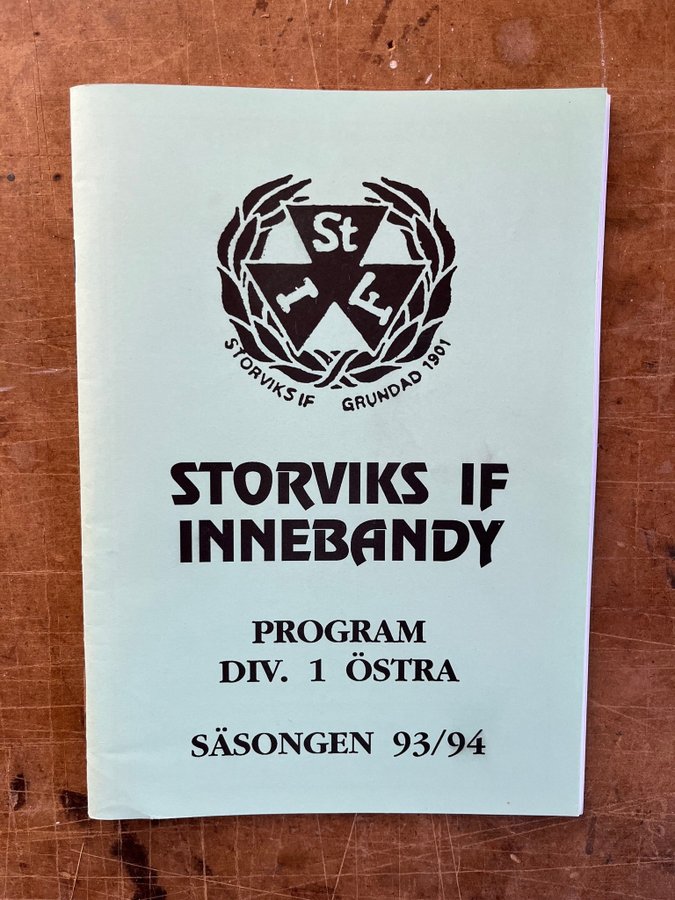 St
I F
STORVIKS IF GRUNDAD 1901
STORVIKS IF
INNEBANDY
PROGRAM
DIV. 1 ÖSTRA
SÄSONGEN 93/94